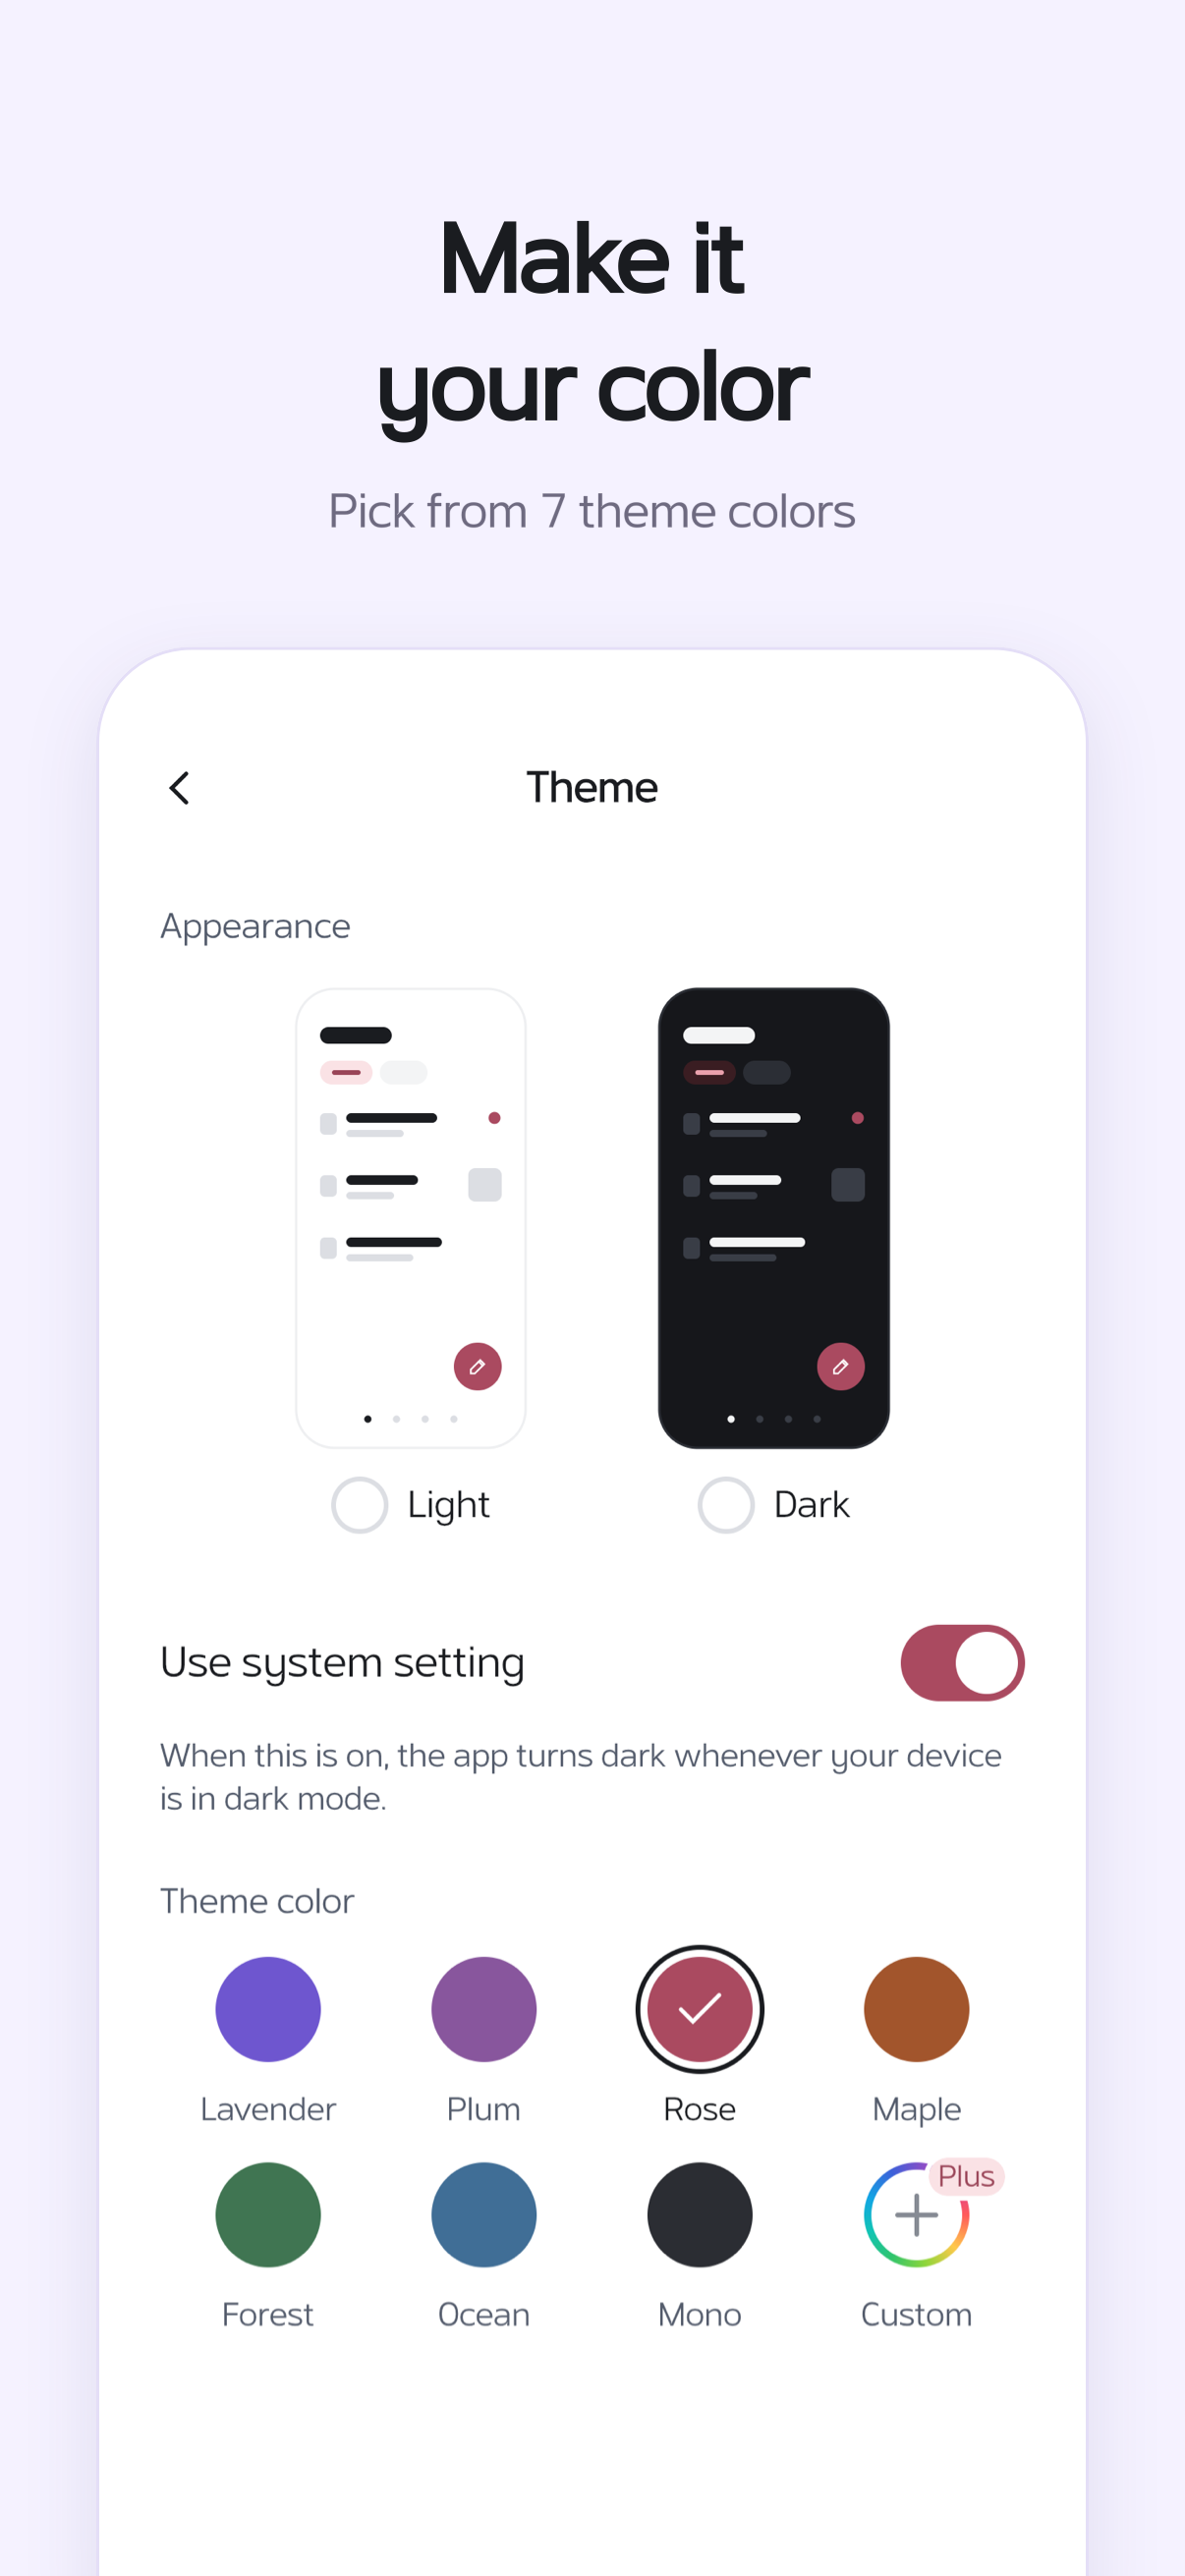 Make it
your color
Pick from 7 theme colors
Theme
Appearance
Light
Dark
Use system setting
When this is on, the app turns dark whenever your device
is in dark mode.
Theme color
Lavender
Plum
Rose
Maple
Plus
Forest
Ocean
Mono
Custom